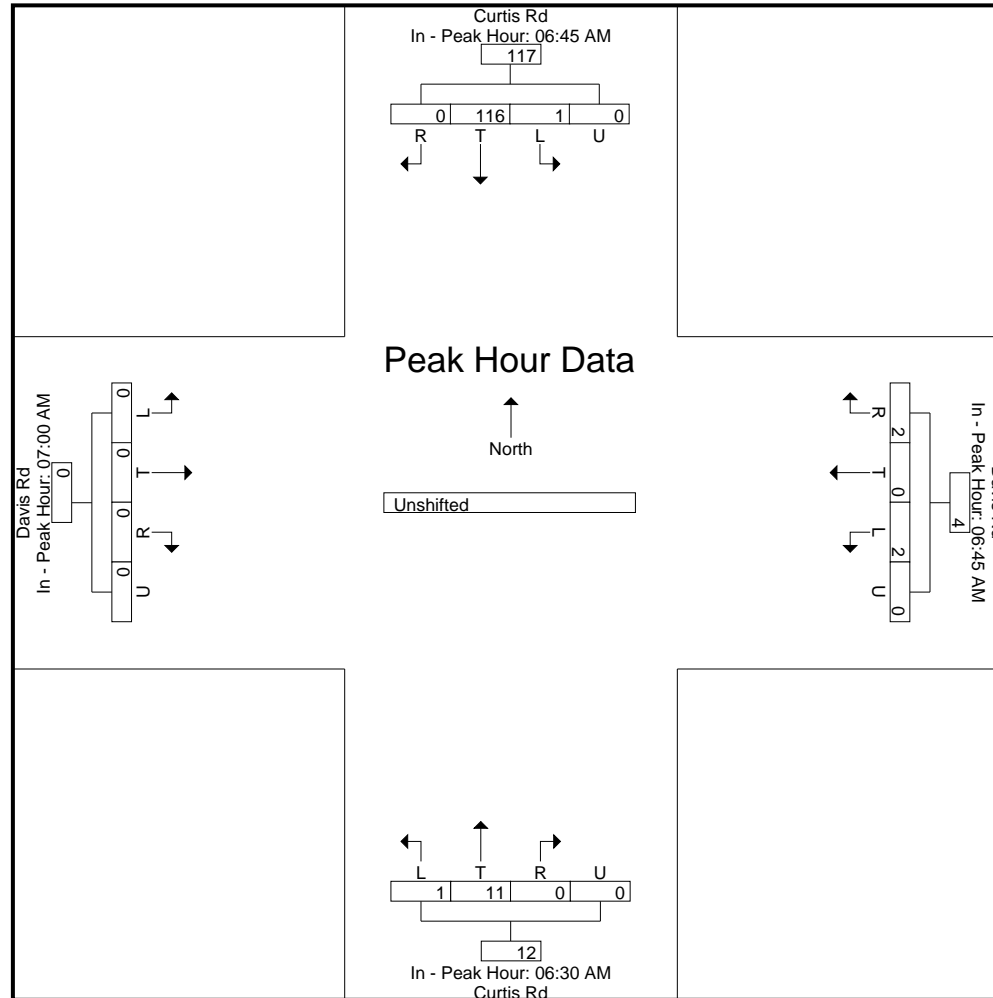 Curtis Rd
In - Peak Hour: 06:45 AM
117
0 116 1 0
R T L U
Peak Hour Data
North
Unshifted
Davis Rd
In - Peak Hour: 07:00 AM
0
0 0 0 0
L T R U
In - Peak Hour: 06:45 AM
4
2 0 2 0
R T L U
L T R U
1 11 0 0
12
In - Peak Hour: 06:30 AM
Curtis Rd